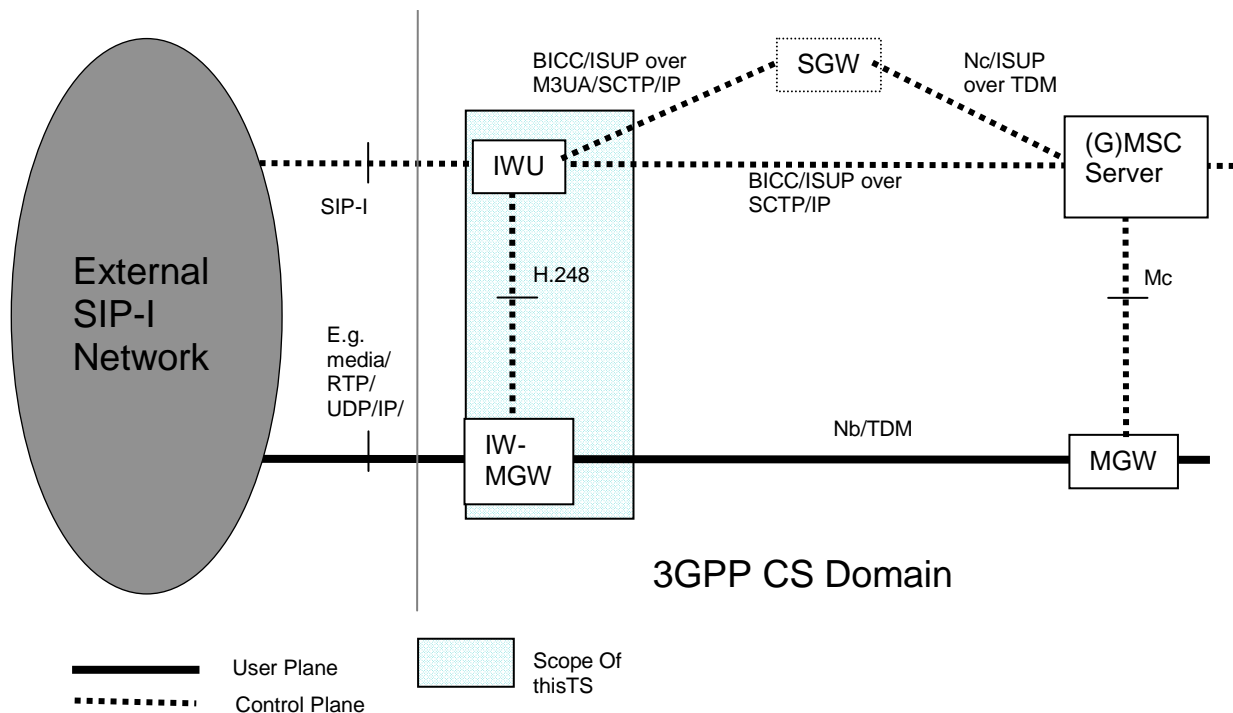 BICC/ISUP over
M3UA/SCTP/IP
SGW
Nc/ISUP
over TDM
IWU
(G)MSC
Server
SIP-I
BICC/ISUP over
SCTP/IP
External
SIP-I
Network
H.248
Mc
E.g.
media/
RTP/
UDP/IP/
IW-
MGW
Nb/TDM
MGW
3GPP CS Domain
User Plane
Control Plane
Scope Of
thisTS